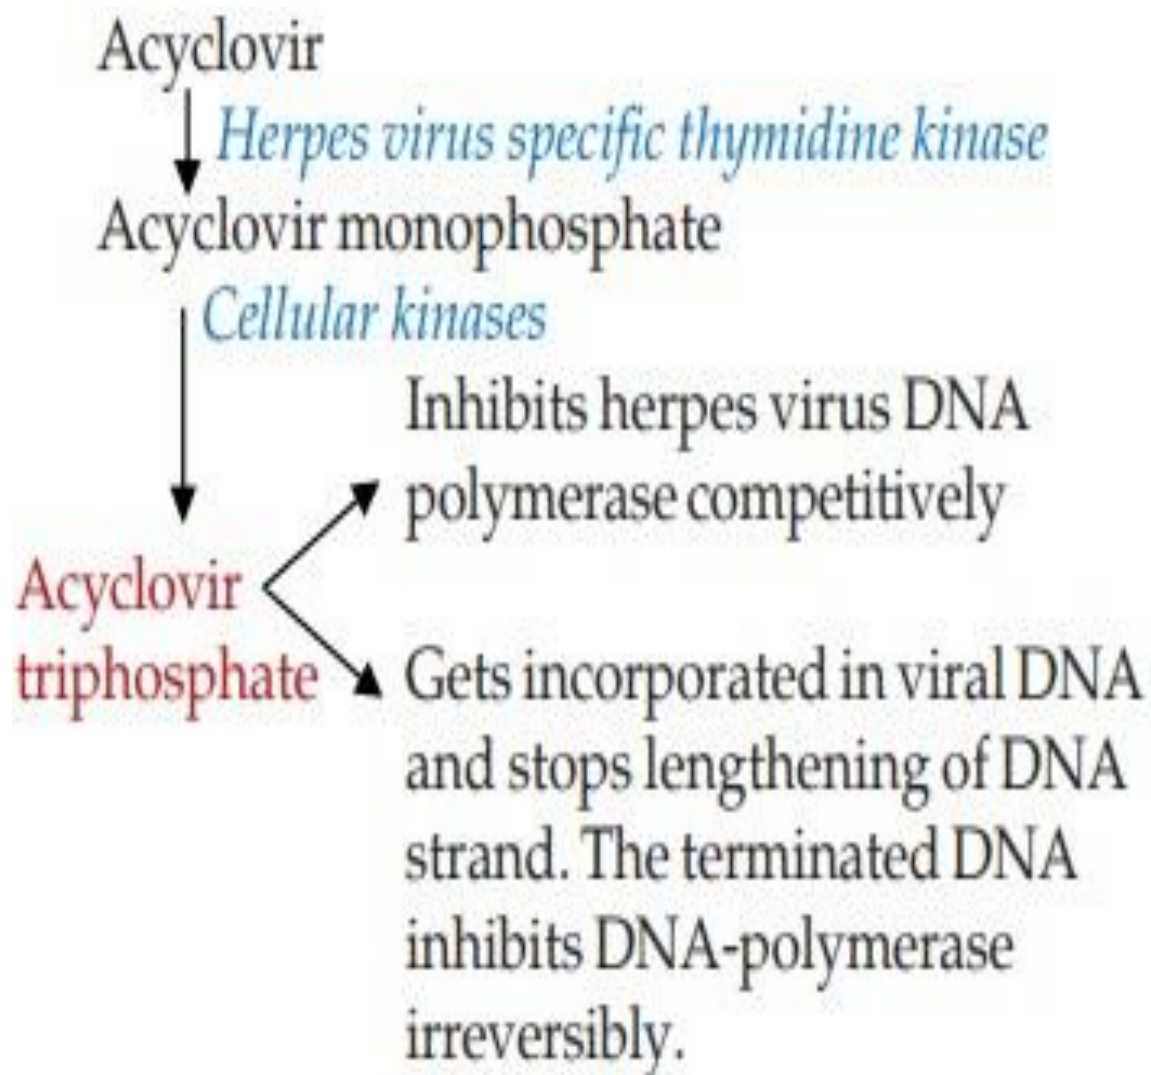 Acyclovir
Herpes virus specific thymidine kinase
Acyclovir monophosphate
Cellular kinases
Inhibits herpes virus DNA
polymerase competitively
Acyclovir
triphosphate
Gets incorporated in viral DNA
and stops lengthening of DNA
strand. The terminated DNA
inhibits DNA-polymerase
irreversibly.